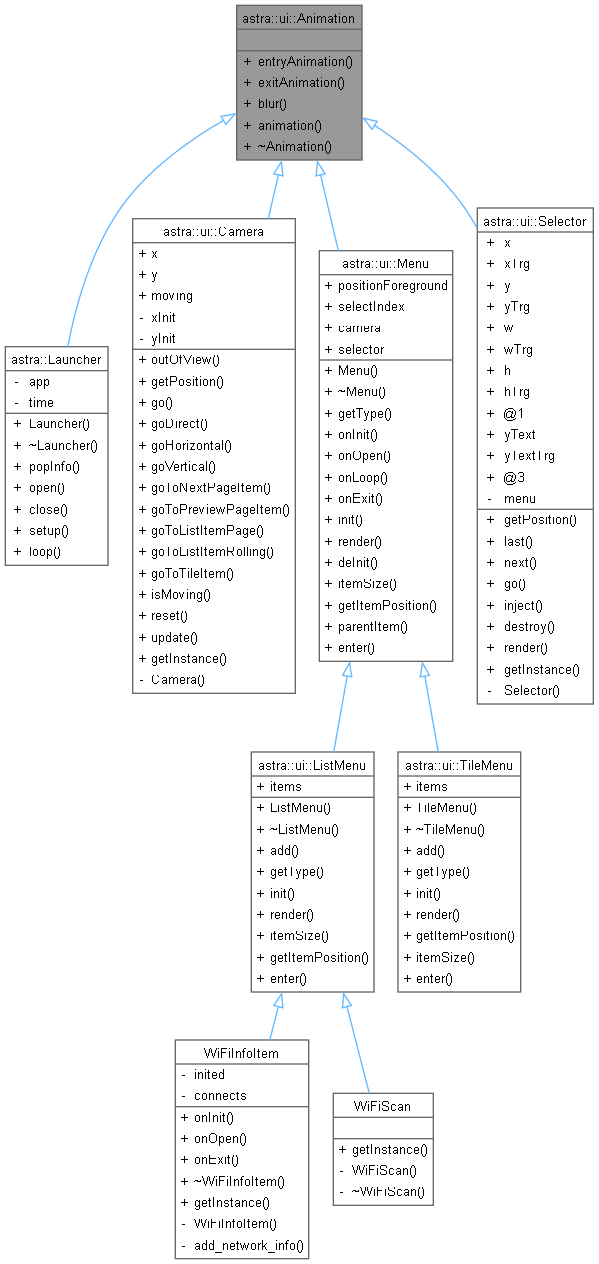 astra::ui::Animation
+ entryAnimation()
+ exitAnimation()
+ blur()
+ animation()
+ ~Animation()
astra::ui::Camera
+ x
+ y
+ moving
- xInit
- yInit
+ outOfView()
+ getPosition()
+ go()
+ goDirect()
+ goHorizontal()
+ goVertical()
+ goToNextPageItem()
+ goToPreviewPageItem()
+ goToListItemPage()
+ goToListItemRolling()
+ goToTileItem()
+ isMoving()
+ reset()
+ update()
+ getInstance()
- Camera()
astra::ui::Menu
+ positionForeground
+ selectIndex
+ camera
+ selector
+ Menu()
+ ~Menu()
+ getType()
+ onInit()
+ onOpen()
+ onLoop()
+ onExit()
+ init()
+ render()
+ deInit()
+ itemSize()
+ getItemPosition()
+ parentItem()
+ enter()
astra::ui::Selector
+ x
+ xTrg
+ y
+ yTrg
+ w
+ wTrg
+ h
+ hTrg
+ @1
+ yText
+ yTextTrg
+ @3
- menu
+ getPosition()
+ last()
+ next()
+ go()
+ inject()
+ destroy()
+ render()
+ getInstance()
- Selector()
astra::Launcher
- app
- time
+ Launcher()
+ ~Launcher()
+ popInfo()
+ open()
+ close()
+ setup()
+ loop()
astra::ui::ListMenu
+ items
+ ListMenu()
+ ~ListMenu()
+ add()
+ getType()
+ init()
+ render()
+ itemSize()
+ getItemPosition()
+ enter()
astra::ui::TileMenu
+ items
+ TileMenu()
+ ~TileMenu()
+ add()
+ getType()
+ init()
+ render()
+ getItemPosition()
+ itemSize()
+ enter()
WiFiInfoItem
- inited
- connects
+ onInit()
+ onOpen()
+ onExit()
+ ~WiFiInfoItem()
+ getInstance()
- WiFiInfoItem()
- add_network_info()
WiFiScan
+ getInstance()
- WiFiScan()
- ~WiFiScan()